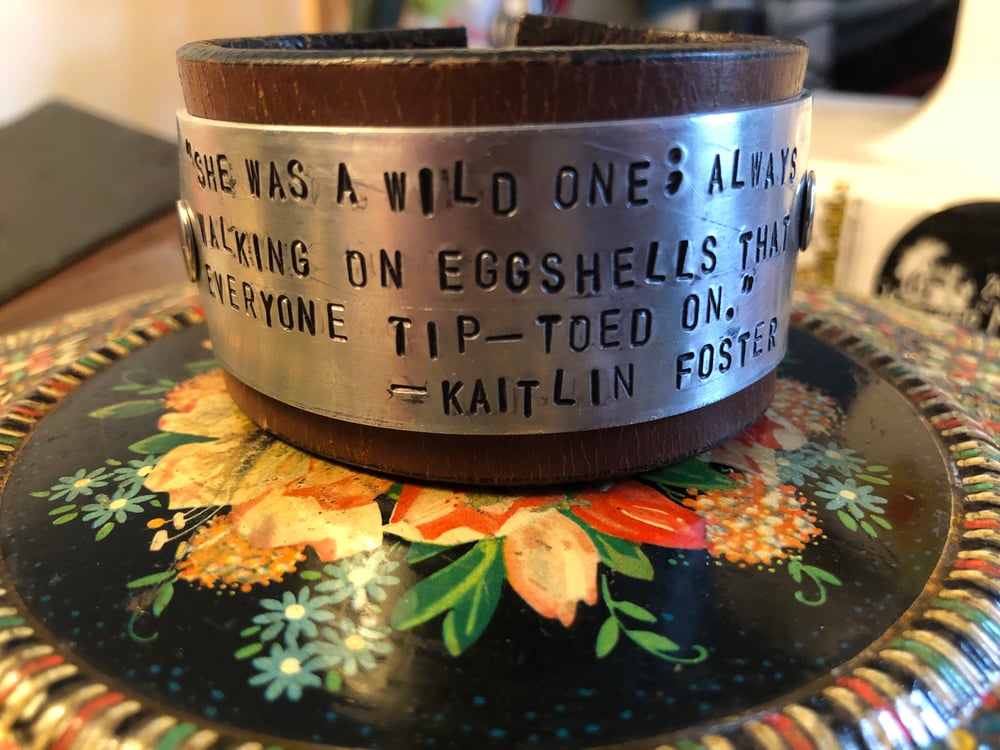 "SHE WAS A WILD ONE; ALWAYS
WALKING ON EGGSHELLS THAT
EVERYONE TIP-TOED ON."
-KAITLIN FOSTER